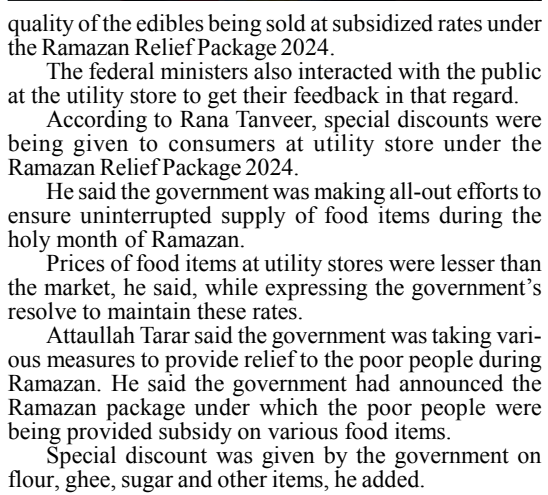 quality of the edibles being sold at subsidized rates under
the Ramazan Relief Package 2024.
The federal ministers also interacted with the public
at the utility store to get their feedback in that regard.
According to Rana Tanveer, special discounts were
being given to consumers at utility store under the
Ramazan Relief Package 2024.
He said the government was making all-out efforts to
ensure uninterrupted supply of food items during the
holy month of Ramazan.
Prices of food items at utility stores were lesser than
the market, he said, while expressing the government’s
resolve to maintain these rates.
Attaullah Tarar said the government was taking vari-
ous measures to provide relief to the poor people during
Ramazan. He said the government had announced the
Ramazan package under which the poor people were
being provided subsidy on various food items.
Special discount was given by the government on
flour, ghee, sugar and other items, he added.